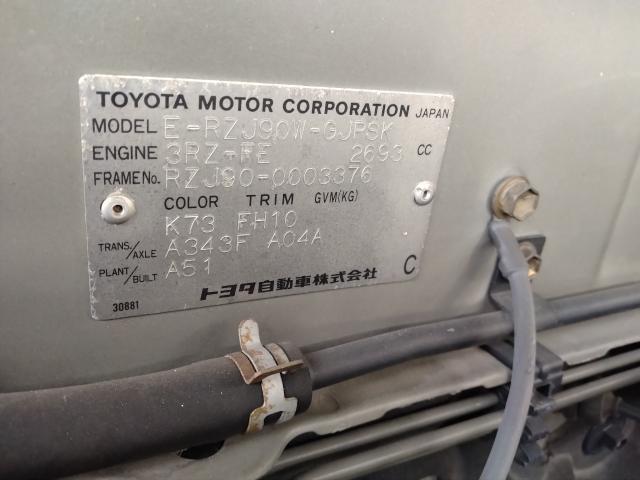 TOYOTA MOTOR CORPORATION JAPAN
MODEL E-RZJ90W-GJPSK
ENGINE 3RZ-FE 2693 CC
FRAME No. RZJ90-0003376
COLOR TRIM GVM(KG)
K73 FH10
TRANS./AXLE A343F A04A
PLANT/BUILT A51
トヨタ自動車株式会社 C
30881